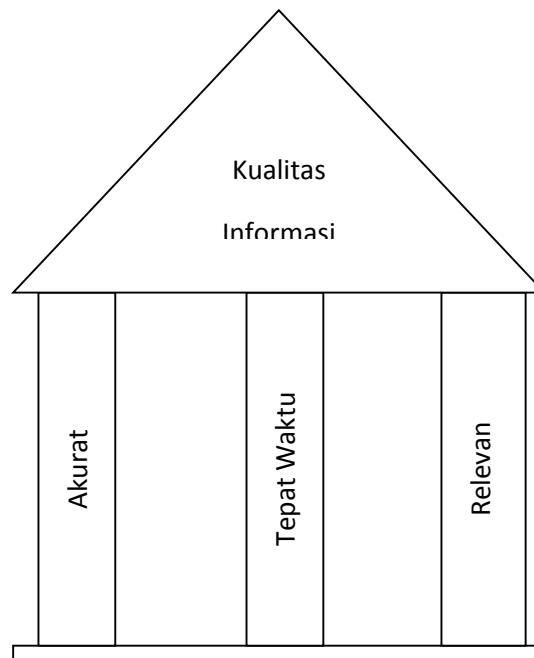 Kualitas
Informasi
Akurat
Tepat Waktu
Relevan